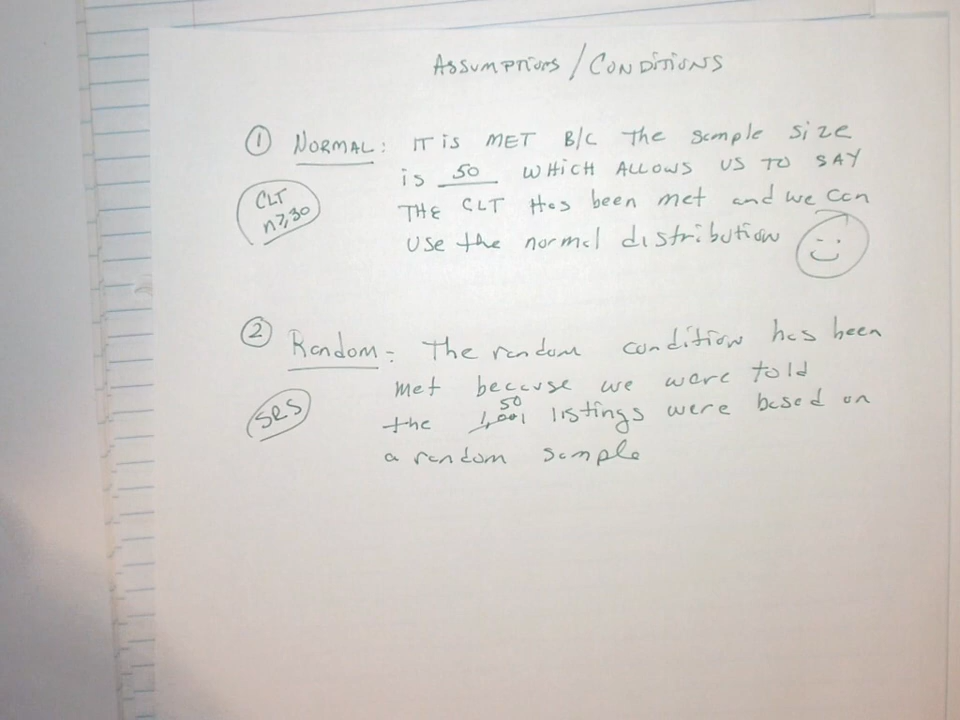 ASSUMPTIONS / CONDITIONS
① NORMAL: IT IS MET B/C the sample size
is 50 WHICH ALLOWS US TO SAY
CLT
n≥30
THE CLT Has been met and we can
use the normal distribution
② Random: The random condition has been
met because we were told
SRS
50
the 1,001 listings were based on
a random sample